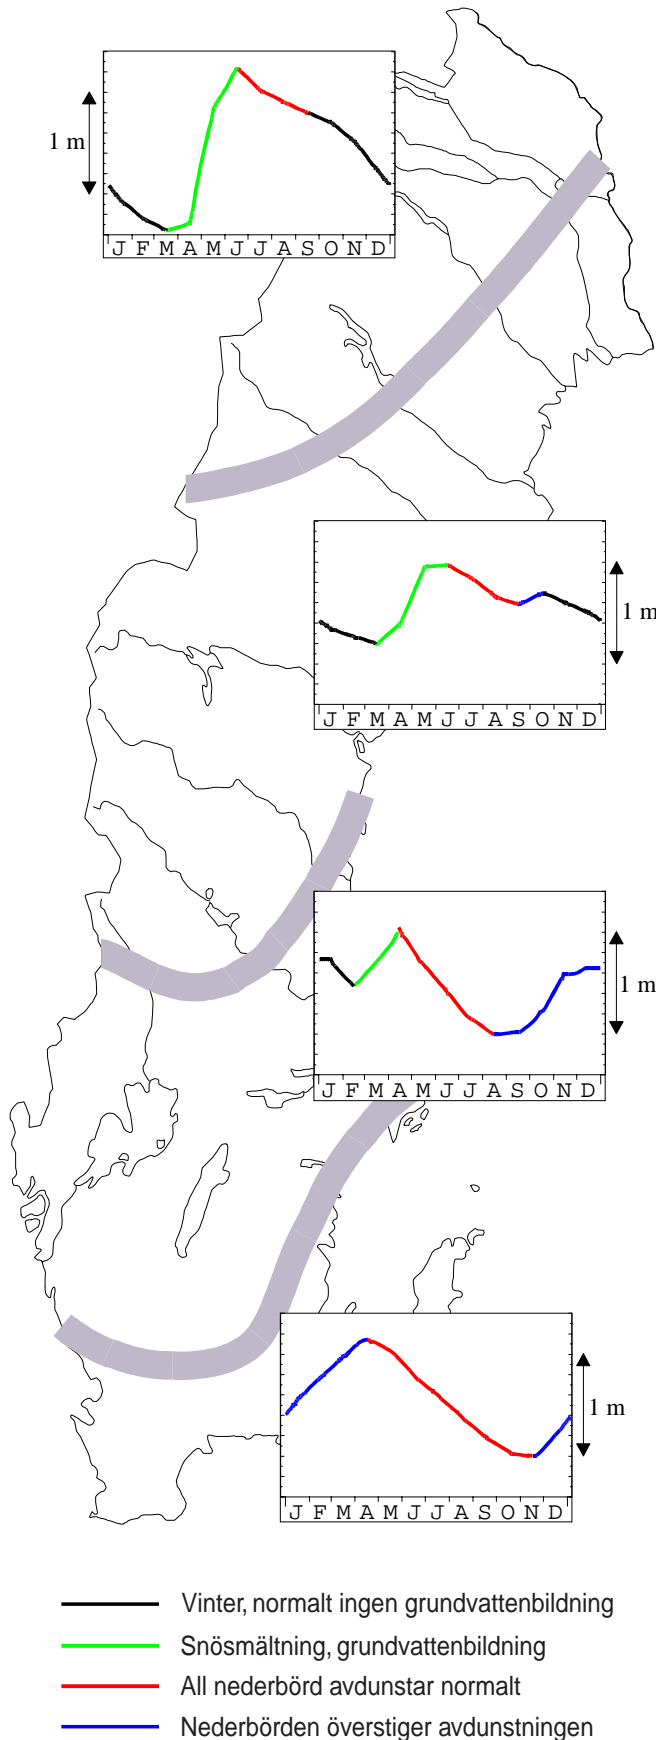 1 m
J F M A M J J A S O N D
J F M A M J J A S O N D
1 m
J F M A M J J A S O N D
1 m
J F M A M J J A S O N D
1 m
Vinter, normalt ingen grundvattenbildning
Snösmältning, grundvattenbildning
All nederbörd avdunstar normalt
Nederbörden överstiger avdunstningen